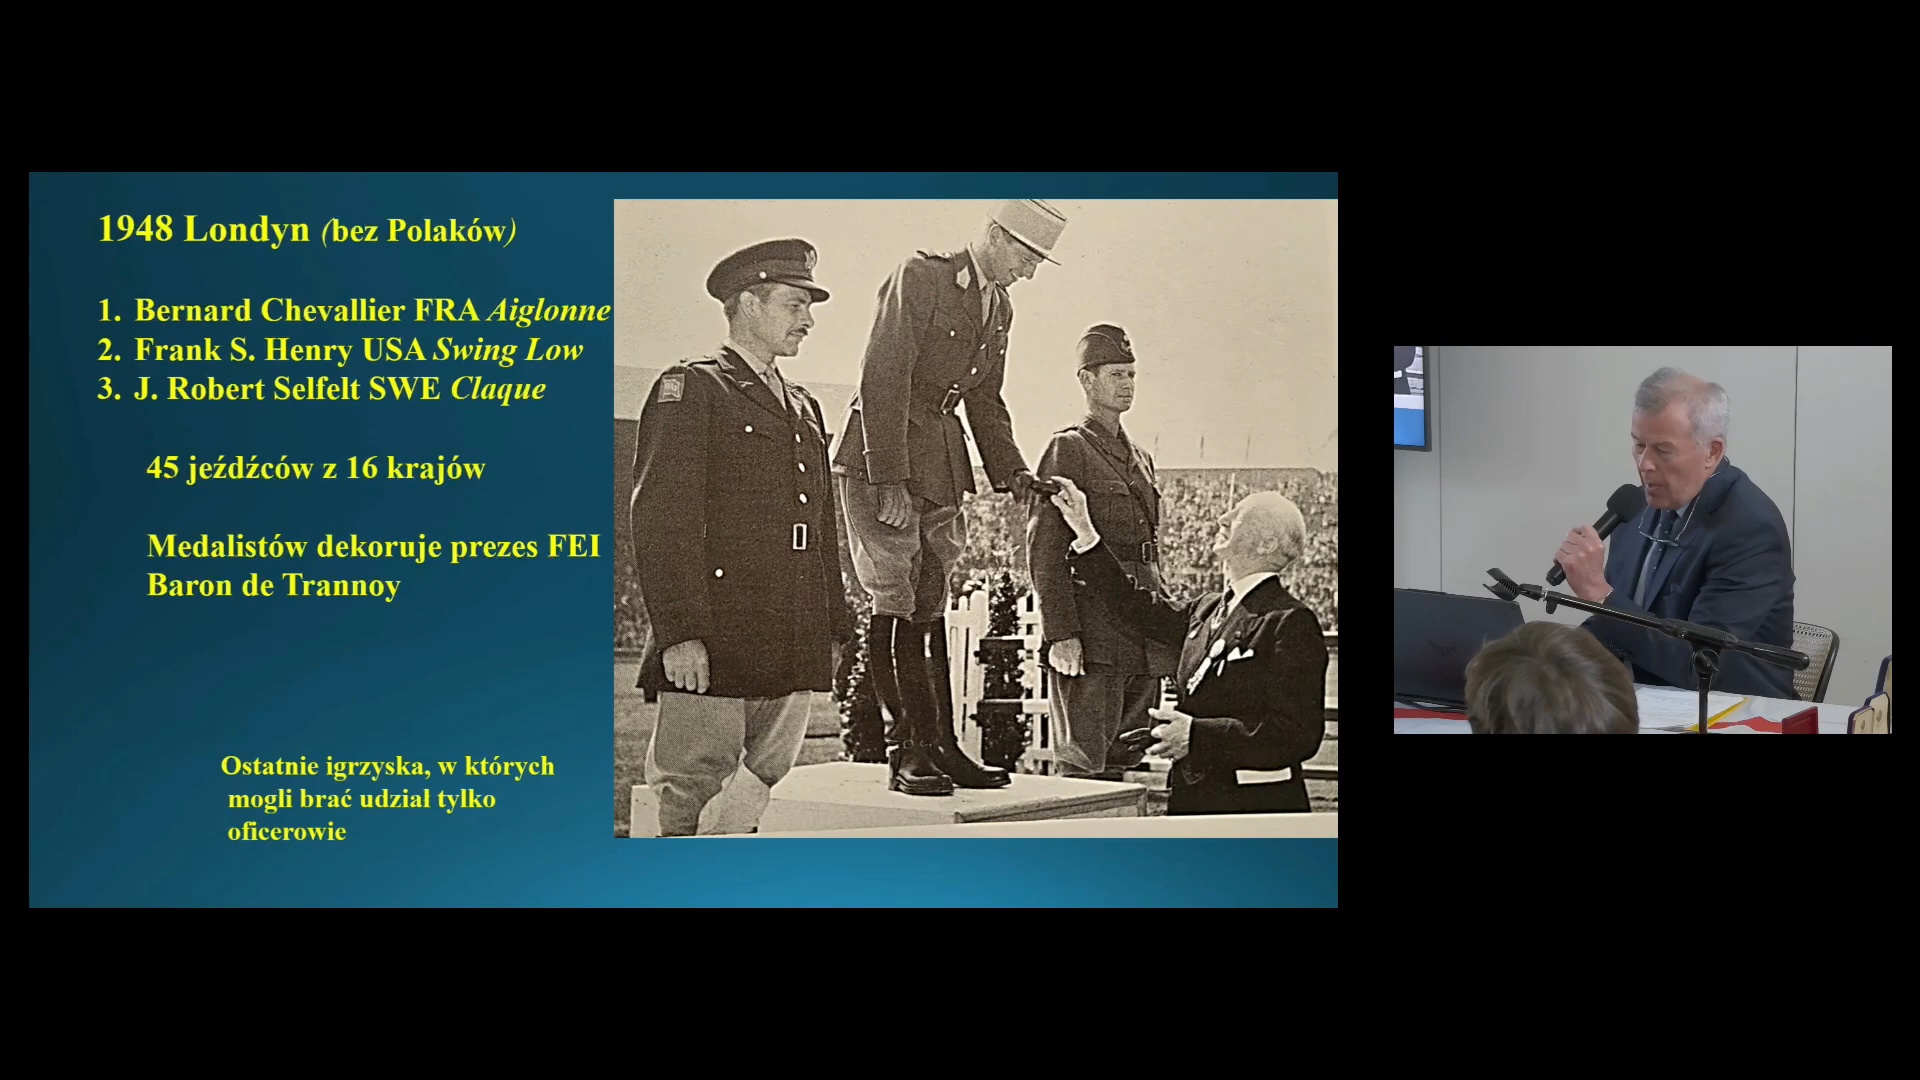 1948 Londyn (bez Polaków)
1. Bernard Chevallier FRA Aiglonne
2. Frank S. Henry USA Swing Low
3. J. Robert Selfelt SWE Claque
45 jeźdźców z 16 krajów
Medalistów dekoruje prezes FEI
Baron de Trannoy
Ostatnie igrzyska, w których
mogli brać udział tylko
oficerowie